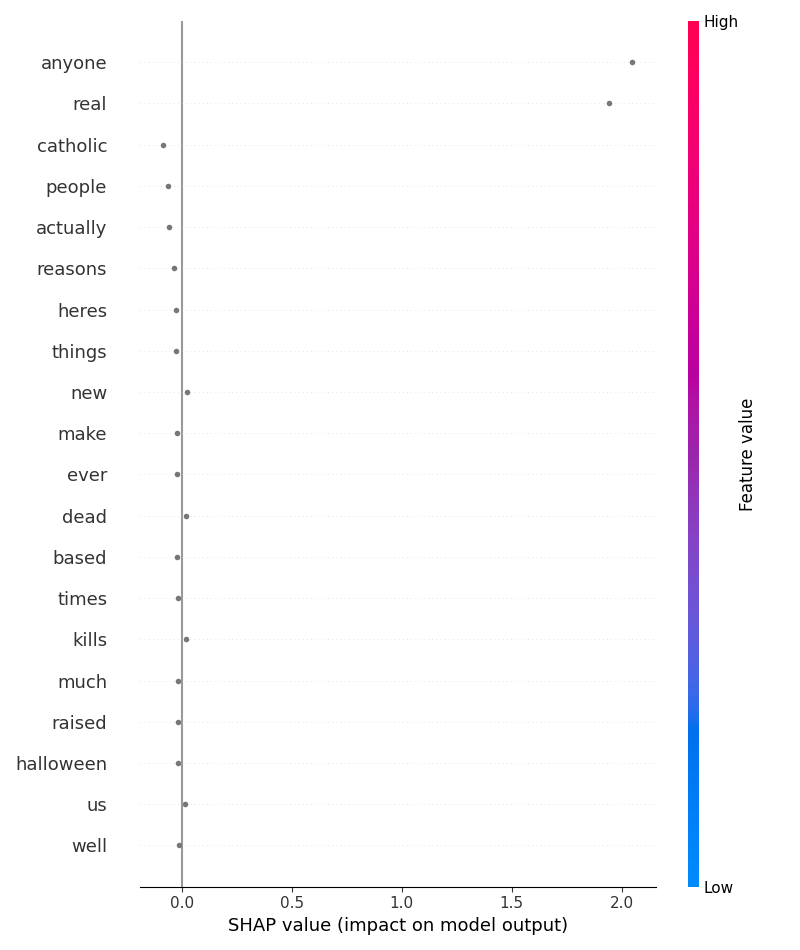 High
anyone
real
catholic
people
actually
reasons
heres
things
new
make
ever
dead
based
times
kills
much
raised
halloween
us
well
Feature value
Low
0.0 0.5 1.0 1.5 2.0
SHAP value (impact on model output)